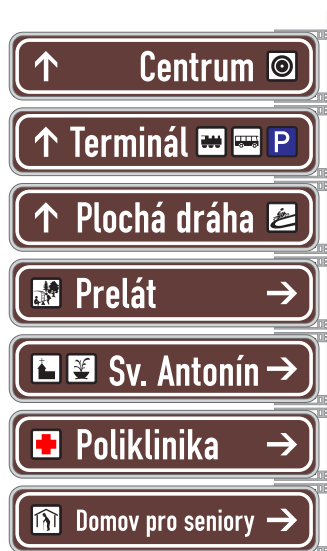 Centrum
Terminál P
Plochá dráha
Prelát
Sv. Antonín
Poliklinika
Domov pro seniory